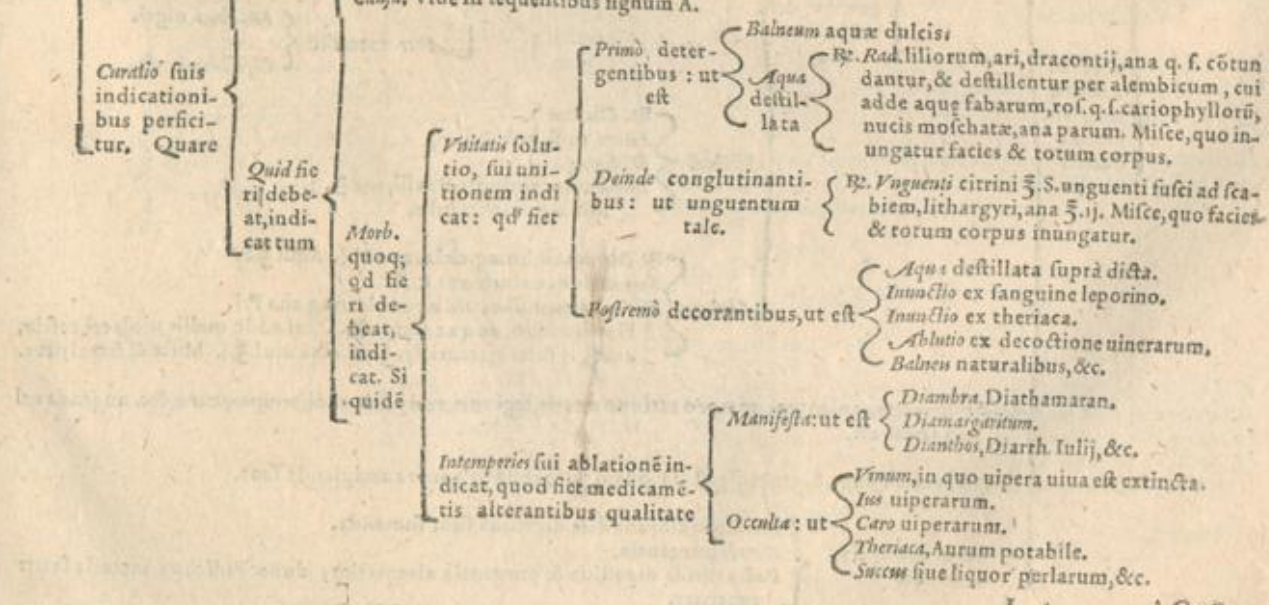 Causa. Vide in sequentibus signum A.
Curatio suis
indicationi-
bus perfici-
tur. Quare
Quid fie
ri debe-
at, indi-
cat tum
Morb.
quoq;
qd fie
ri de-
beat,
indi-
cat. Si
quidē
Vnitatis solu-
tio, sui uni-
tionem indi
cat: qd' fiet
Primò deter-
gentibus: ut
est
Balneum aquæ dulcis.
Aqua
destil-
lata
℞. Rad. liliorum, ari, dracontij, ana q. s. cōtun
dantur, & destillentur per alembicum, cui
adde aquę fabarum, ros. q. s. cariophyllorū,
nucis moschatæ, ana parum. Misce, quo in-
ungatur facies & totum corpus.
Deinde conglutinanti-
bus: ut unguentum
tale.
℞. Vnguenti citrini ℥. S. unguenti fusci ad sca-
biem, lithargyri, ana ℥. ij. Misce, quo facies
& totum corpus inungatur.
Postremò decorantibus, ut est
Aqua destillata suprà dicta.
Inunctio ex sanguine leporino.
Inunctio ex theriaca.
Ablutio ex decoctione uinerarum.
Balneis naturalibus, &c.
Intemperies sui ablationē in-
dicat, quod fiet medicamē-
tis alterantibus qualitate
Manifesta: ut est
Diambra, Diathamaran.
Diamargaritum.
Dianthos, Diarrh. Iulij, &c.
Occulta: ut
Vinum, in quo uipera uiua est extincta.
Ius uiperarum.
Caro uiperarum.
Theriaca, Aurum potabile.
Succus siue liquor perlarum, &c.